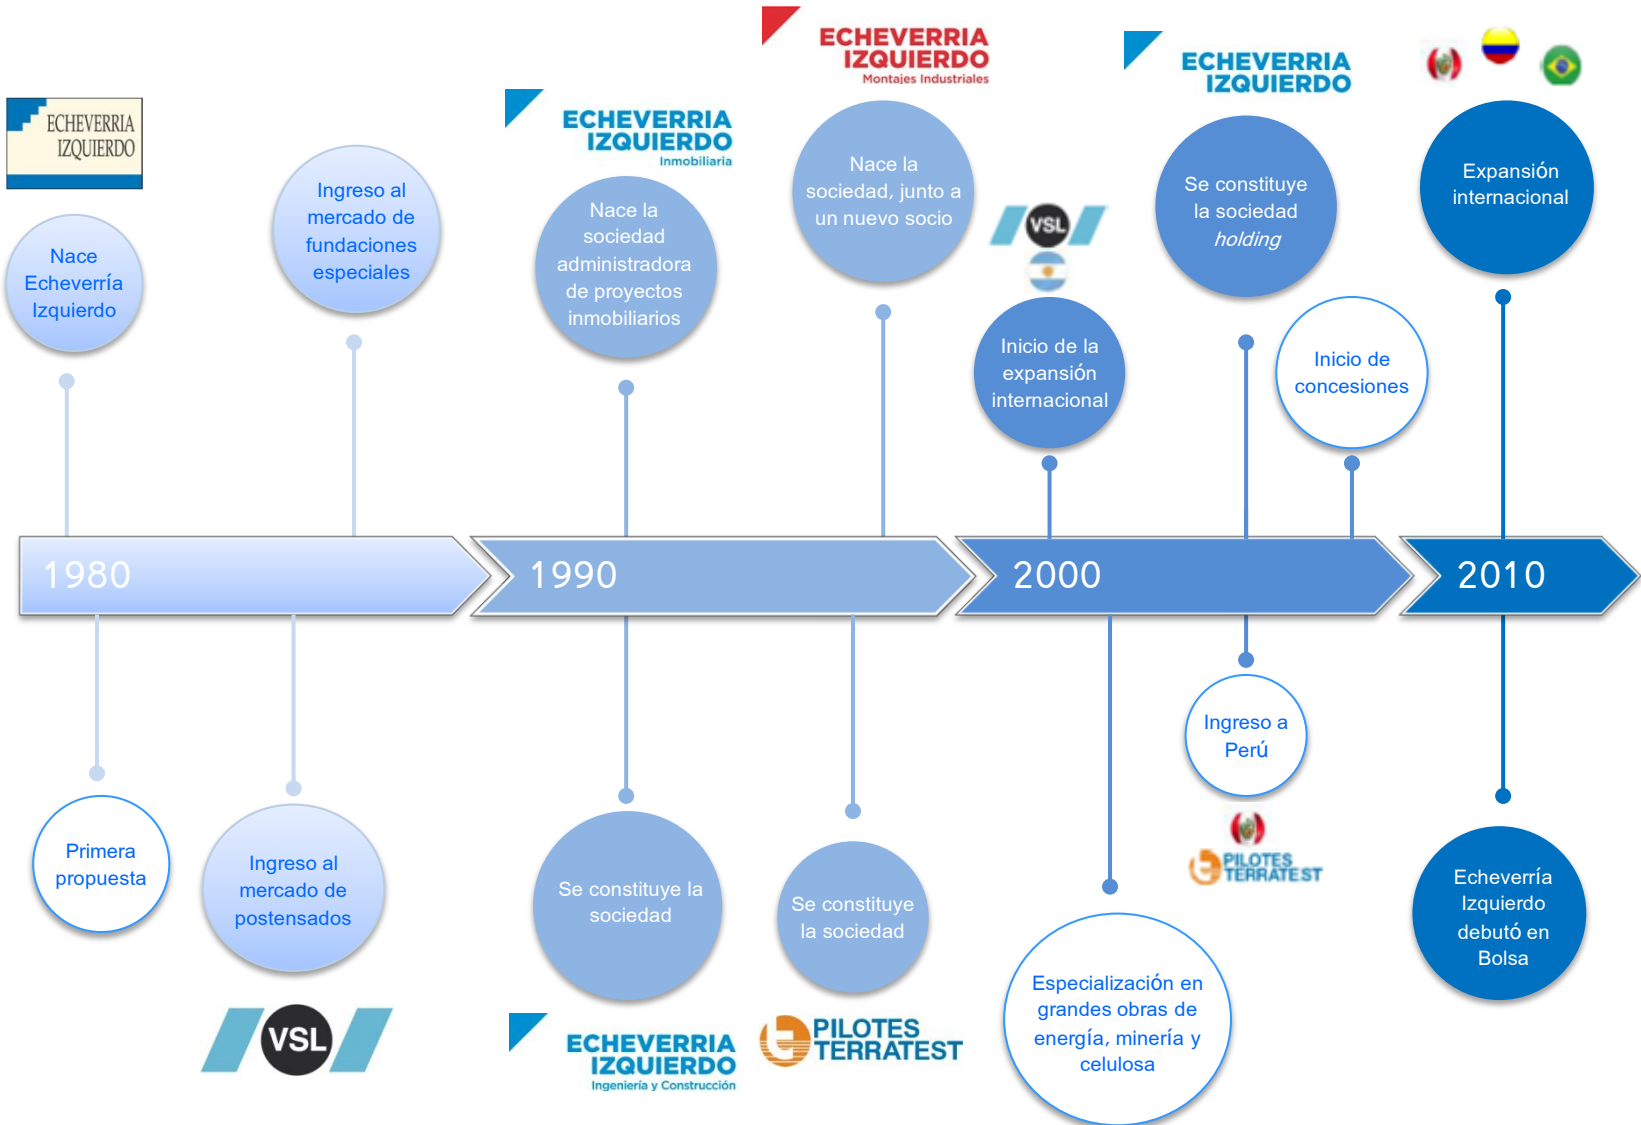 ECHEVERRIA
IZQUIERDO
Nace
Echeverría
Izquierdo
Ingreso al
mercado de
fundaciones
especiales
ECHEVERRIA
IZQUIERDO
Inmobiliaria
Nace la
sociedad
administradora
de proyectos
inmobiliarios
ECHEVERRIA
IZQUIERDO
Montajes Industriales
Nace la
sociedad, junto a
un nuevo socio
VSL
Inicio de la
expansión
internacional
ECHEVERRIA
IZQUIERDO
Se constituye
la sociedad
holding
Inicio de
concesiones
Expansión
internacional
1980
1990
2000
2010
Primera
propuesta
Ingreso al
mercado de
postensados
VSL
Se constituye la
sociedad
ECHEVERRIA
IZQUIERDO
Ingeniería y Construcción
Se constituye
la sociedad
PILOTES
TERRATEST
Especialización en
grandes obras de
energía, minería y
celulosa
Ingreso a
Perú
PILOTES
TERRATEST
Echeverría
Izquierdo
debutó en
Bolsa